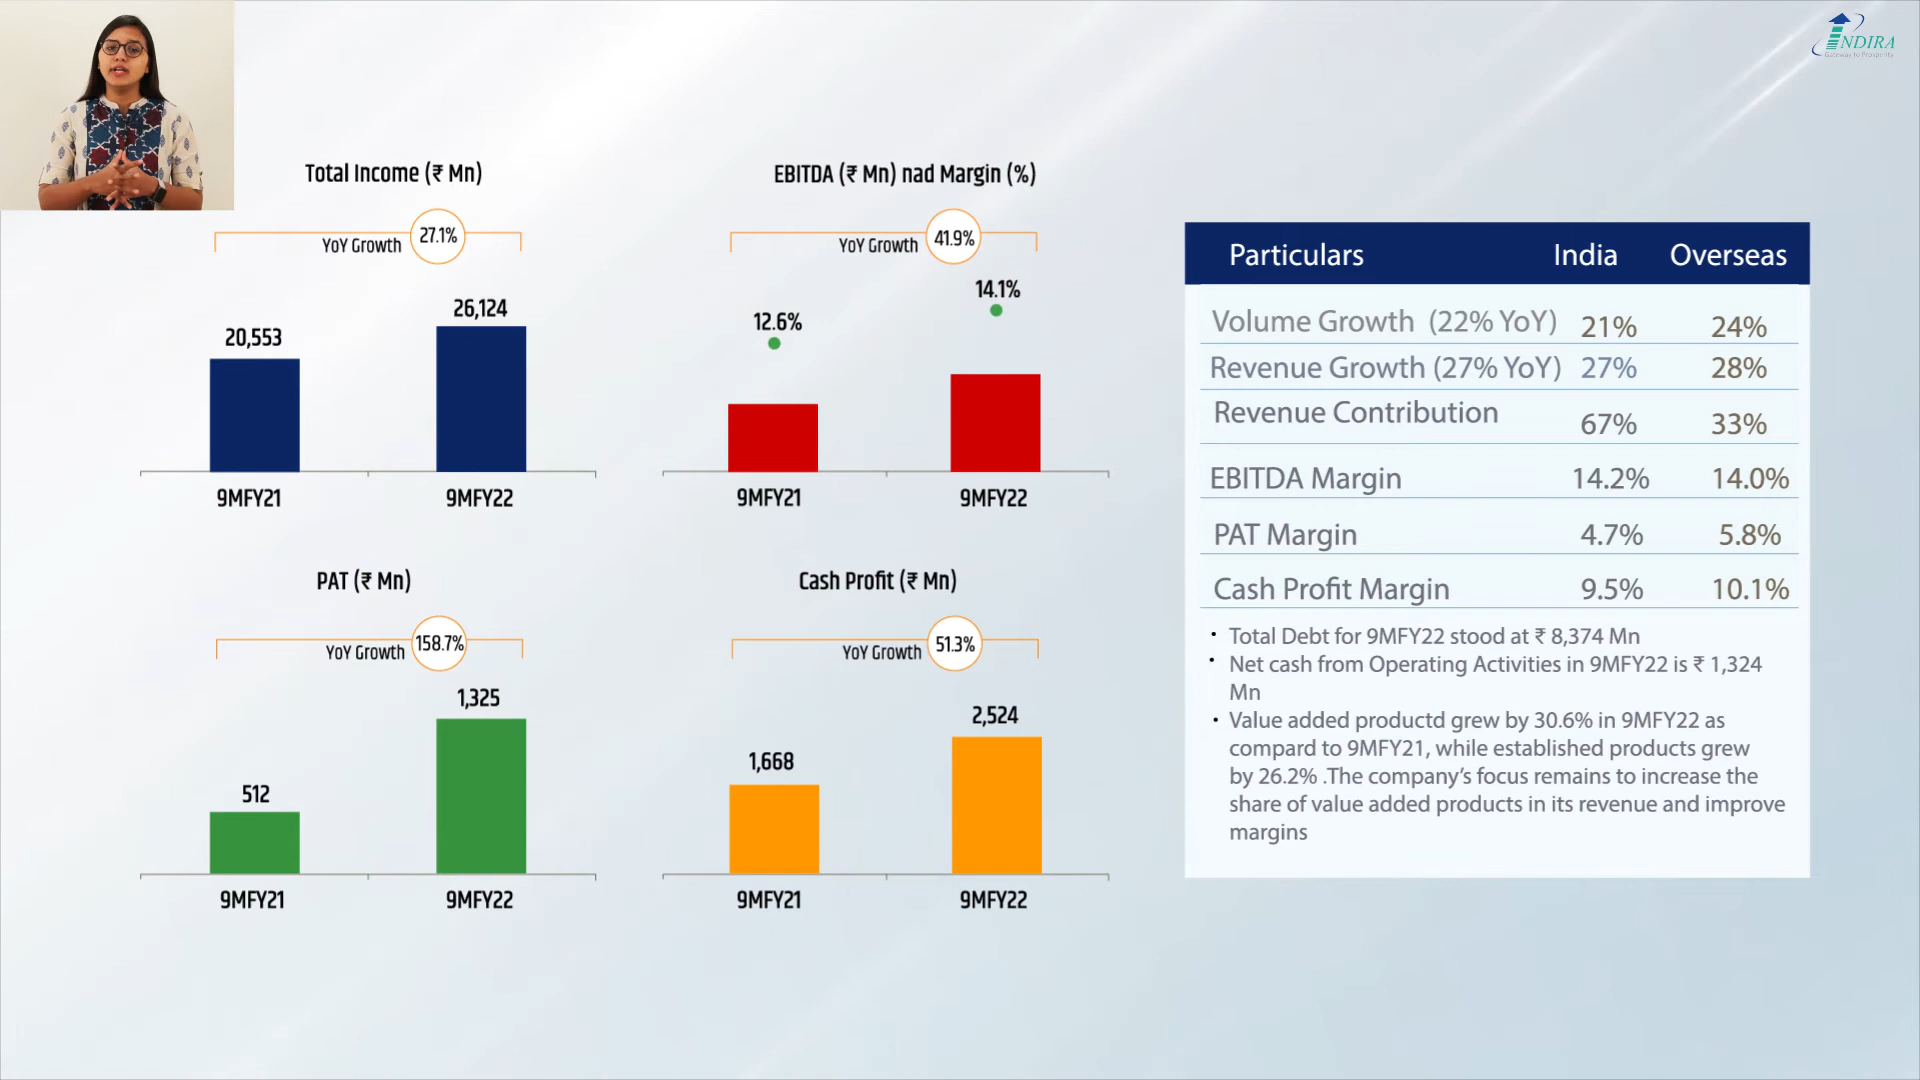 INDIRA
Gateway to Prosperity
Total Income (₹ Mn)
YoY Growth 27.1%
20,553
26,124
9MFY21
9MFY22
EBITDA (₹ Mn) nad Margin (%)
YoY Growth 41.9%
12.6%
14.1%
9MFY21
9MFY22
PAT (₹ Mn)
YoY Growth 158.7%
512
1,325
9MFY21
9MFY22
Cash Profit (₹ Mn)
YoY Growth 51.3%
1,668
2,524
9MFY21
9MFY22
Particulars India Overseas
Volume Growth (22% YoY) 21% 24%
Revenue Growth (27% YoY) 27% 28%
Revenue Contribution 67% 33%
EBITDA Margin 14.2% 14.0%
PAT Margin 4.7% 5.8%
Cash Profit Margin 9.5% 10.1%
• Total Debt for 9MFY22 stood at ₹ 8,374 Mn
• Net cash from Operating Activities in 9MFY22 is ₹ 1,324
Mn
• Value added productd grew by 30.6% in 9MFY22 as
compard to 9MFY21, while established products grew
by 26.2% .The company’s focus remains to increase the
share of value added products in its revenue and improve
margins